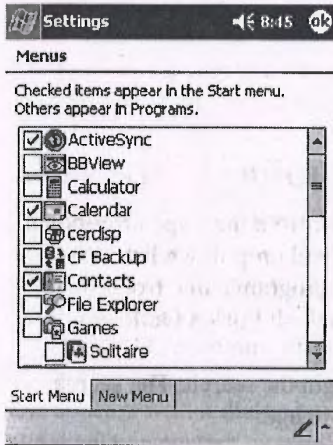 Settings 8:45 ok
Menus
Checked items appear in the Start menu.
Others appear in Programs.
ActiveSync
BBView
Calculator
Calendar
cerdisp
CF Backup
Contacts
File Explorer
Games
Solitaire
Start Menu New Menu